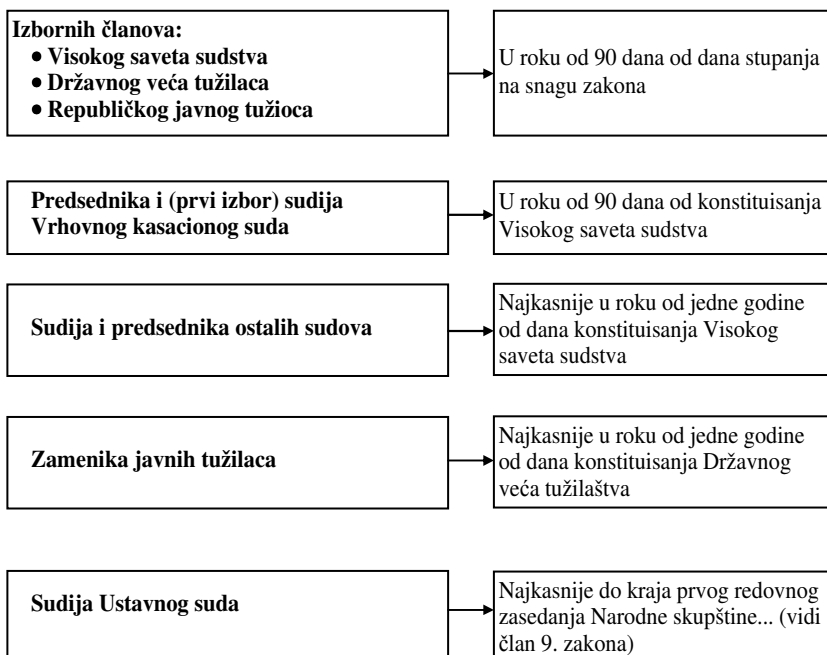 Izbornih članova:
• Visokog saveta sudstva
• Državnog veća tužilaca
• Republičkog javnog tužioca
U roku od 90 dana od dana stupanja
na snagu zakona
Predsednika i (prvi izbor) sudija
Vrhovnog kasacionog suda
U roku od 90 dana od konstituisanja
Visokog saveta sudstva
Sudija i predsednika ostalih sudova
Najkasnije u roku od jedne godine
od dana konstituisanja Visokog
saveta sudstva
Zamenika javnih tužilaca
Najkasnije u roku od jedne godine
od dana konstituisanja Državnog
veća tužilaštva
Sudija Ustavnog suda
Najkasnije do kraja prvog redovnog
zasedanja Narodne skupštine... (vidi
član 9. zakona)